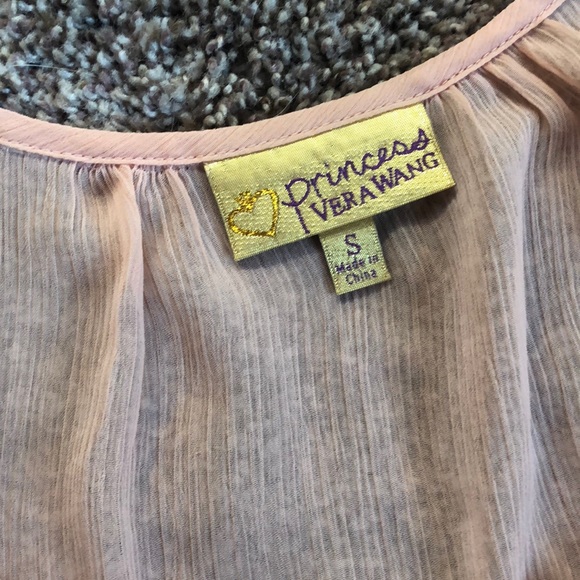 princess
VERA WANG
S
Made in
China